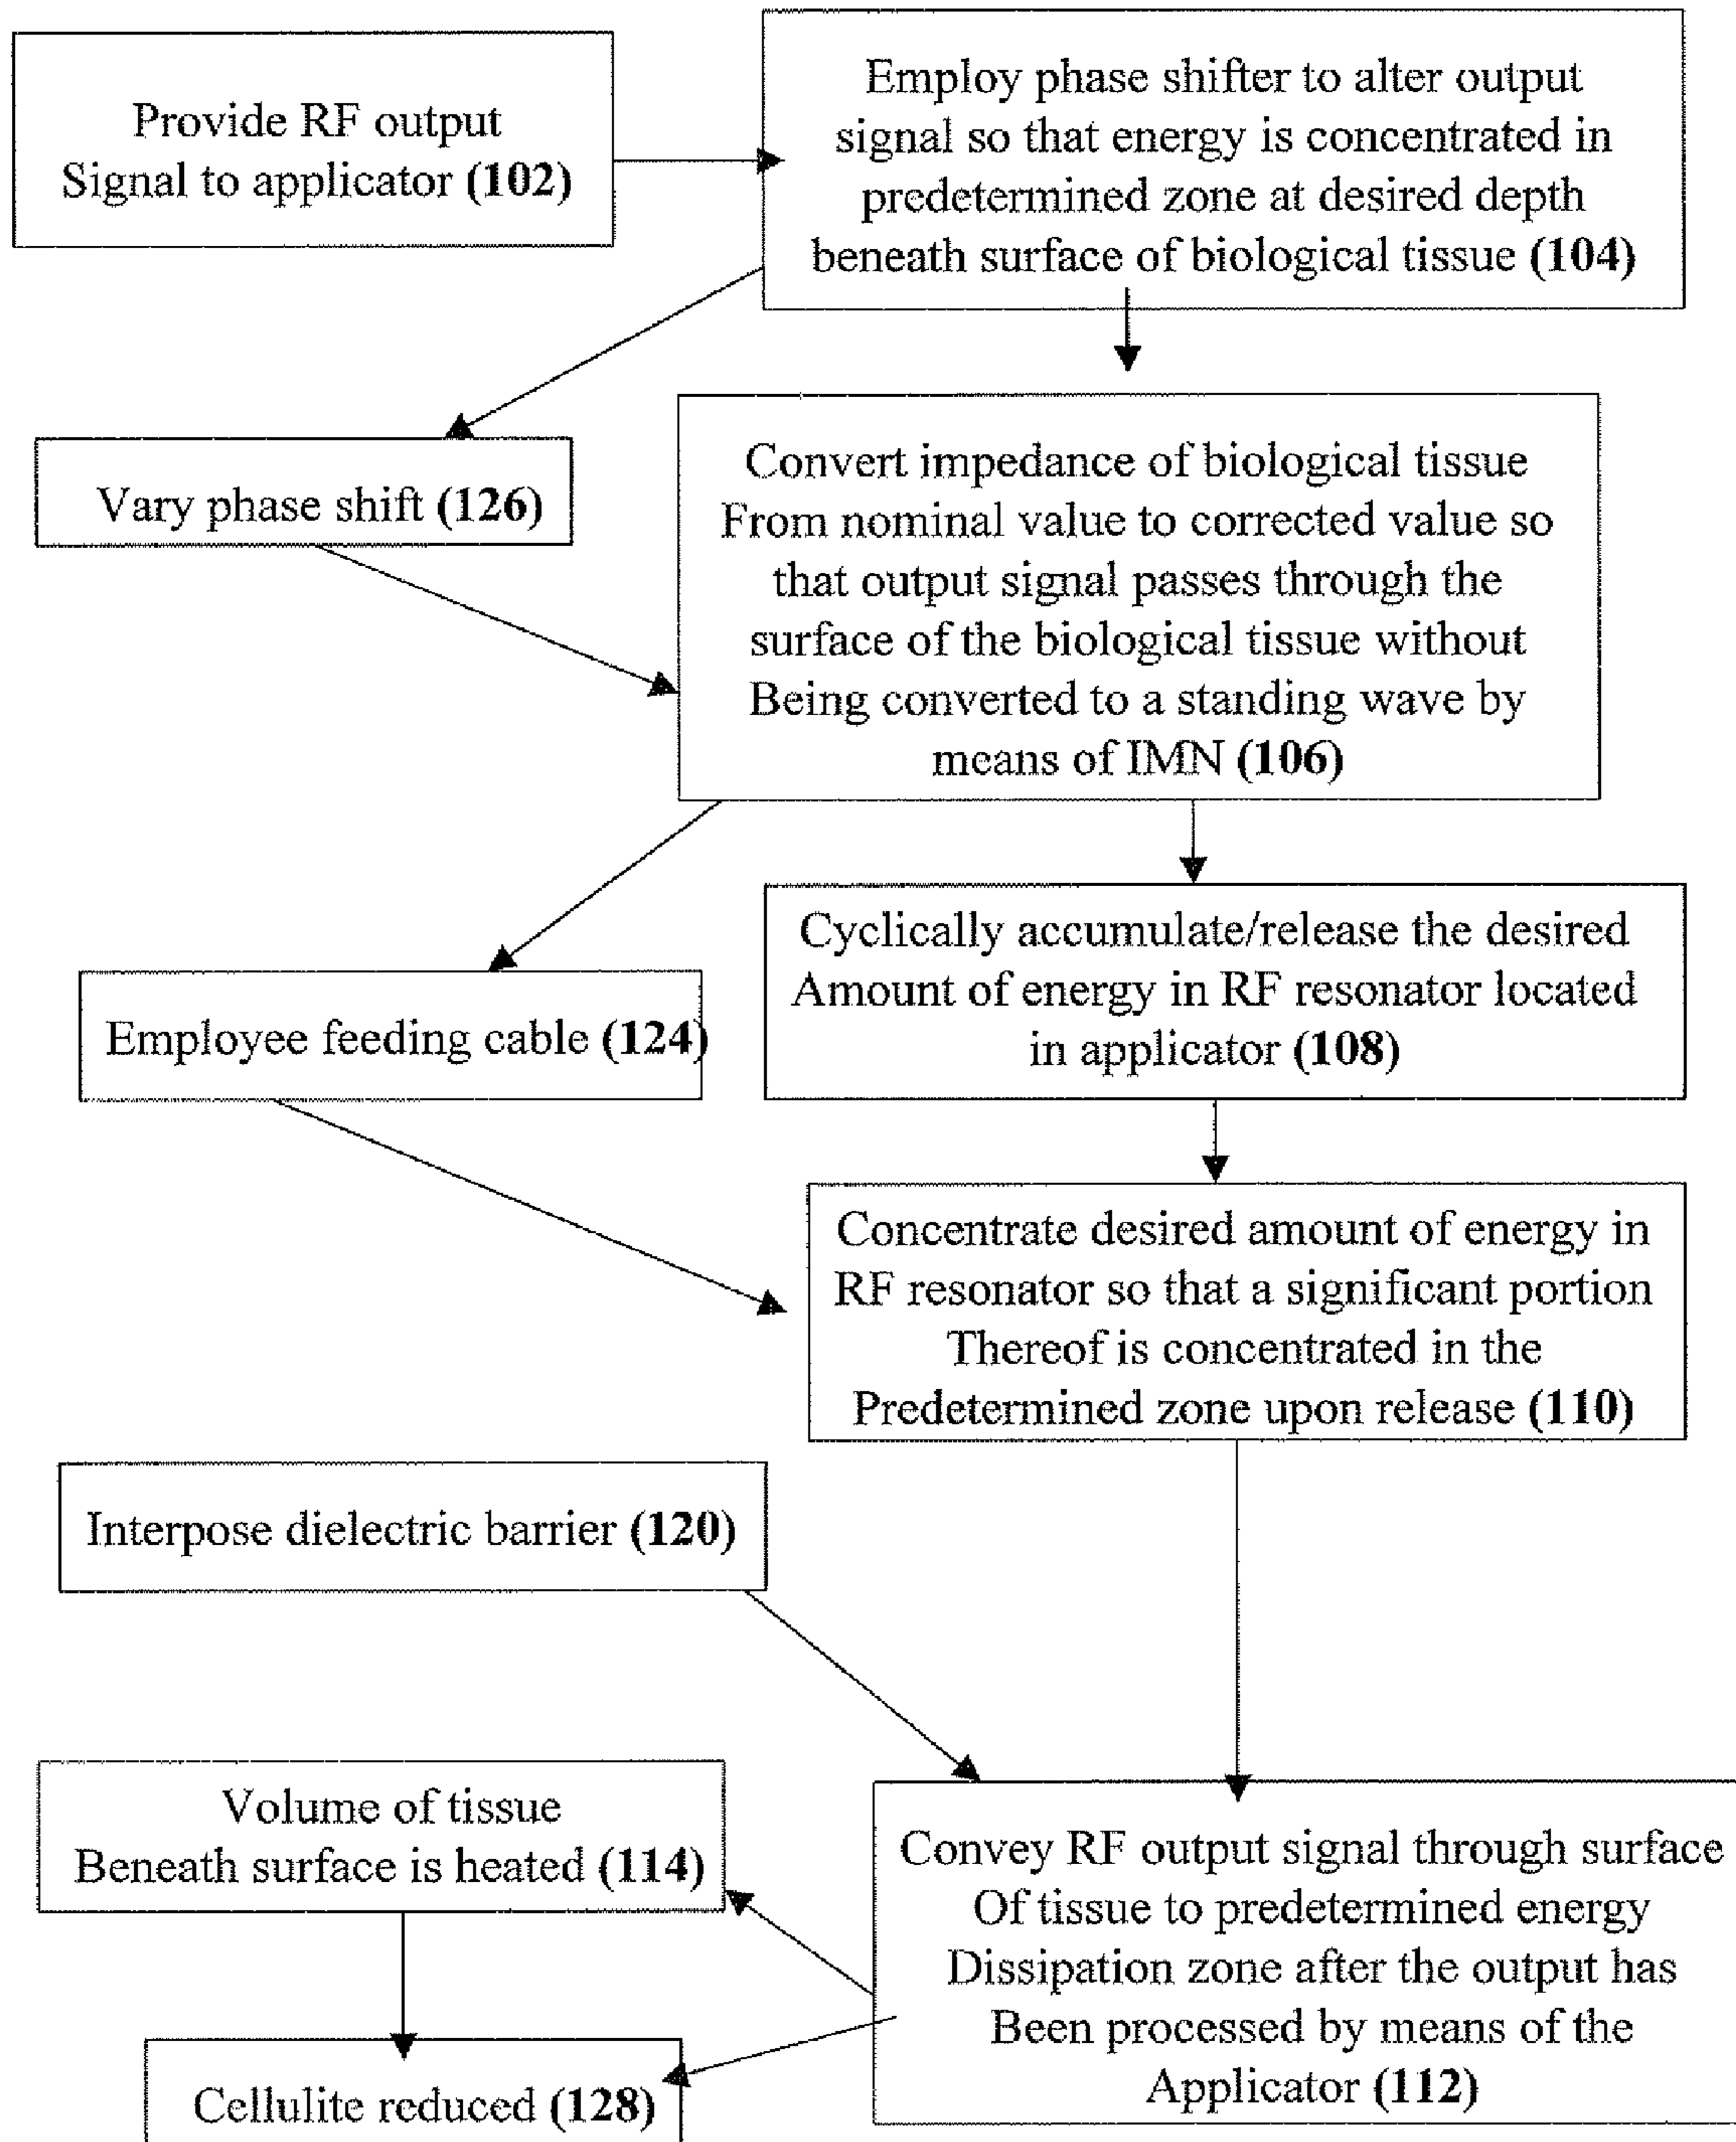 Provide RF output
Signal to applicator (102)
Employ phase shifter to alter output
signal so that energy is concentrated in
predetermined zone at desired depth
beneath surface of biological tissue (104)
Vary phase shift (126)
Convert impedance of biological tissue
From nominal value to corrected value so
that output signal passes through the
surface of the biological tissue without
Being converted to a standing wave by
means of IMN (106)
Cyclically accumulate/release the desired
Amount of energy in RF resonator located
in applicator (108)
Employee feeding cable (124)
Concentrate desired amount of energy in
RF resonator so that a significant portion
Thereof is concentrated in the
Predetermined zone upon release (110)
Interpose dielectric barrier (120)
Volume of tissue
Beneath surface is heated (114)
Convey RF output signal through surface
Of tissue to predetermined energy
Dissipation zone after the output has
Been processed by means of the
Applicator (112)
Cellulite reduced (128)